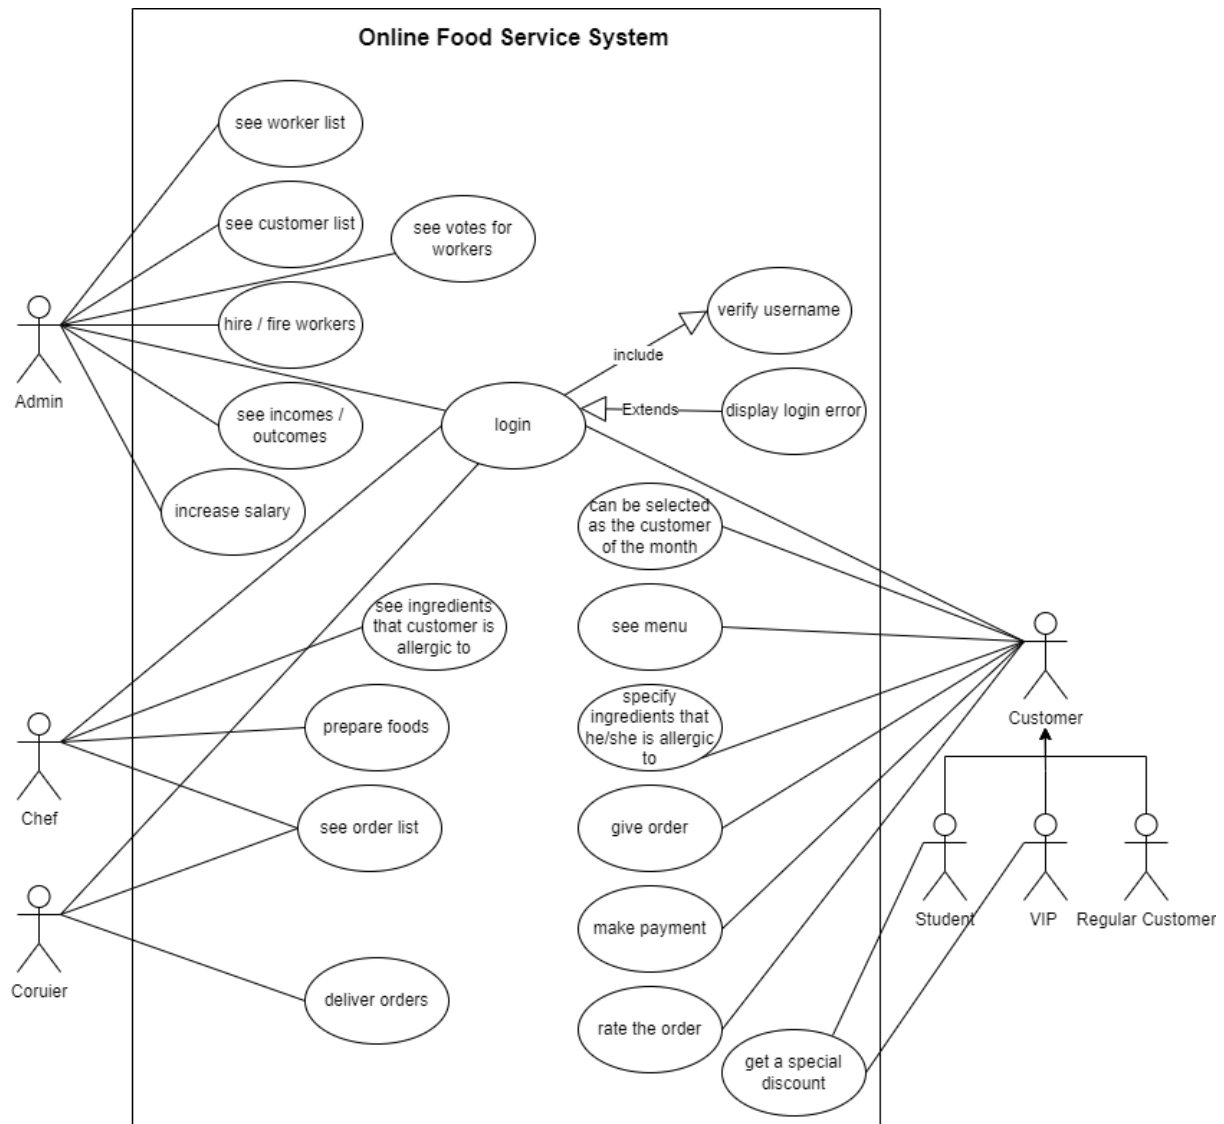 Online Food Service System
see worker list
see customer list
see votes for
workers
hire / fire workers
verify username
include
Admin
see incomes /
outcomes
login
Extends
display login error
increase salary
can be selected
as the customer
of the month
see ingredients
that customer is
allergic to
see menu
specify
ingredients that
he/she is allergic
to
Customer
prepare foods
Chef
see order list
give order
Student
VIP
Regular Customer
make payment
Coruier
deliver orders
rate the order
get a special
discount